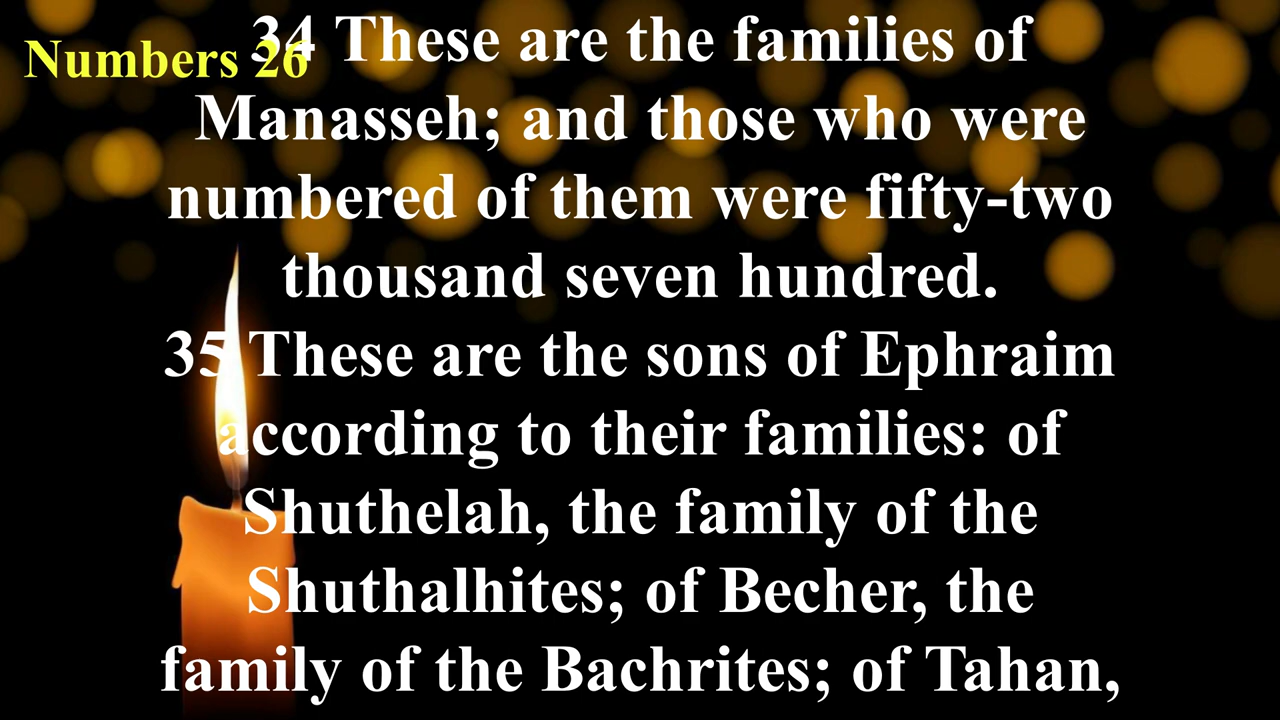 Numbers 26
34 These are the families of
Manasseh; and those who were
numbered of them were fifty-two
thousand seven hundred.
35 These are the sons of Ephraim
according to their families: of
Shuthelah, the family of the
Shuthalhites; of Becher, the
family of the Bachrites; of Tahan,